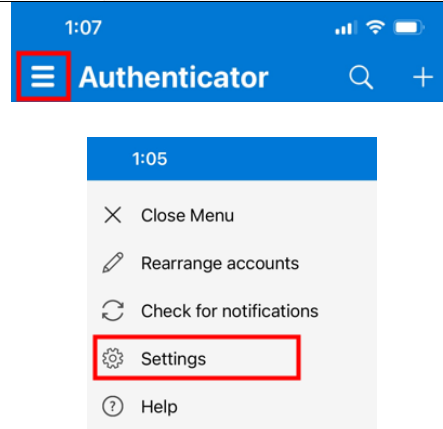 1:07
Authenticator
1:05
Close Menu
Rearrange accounts
Check for notifications
Settings
Help